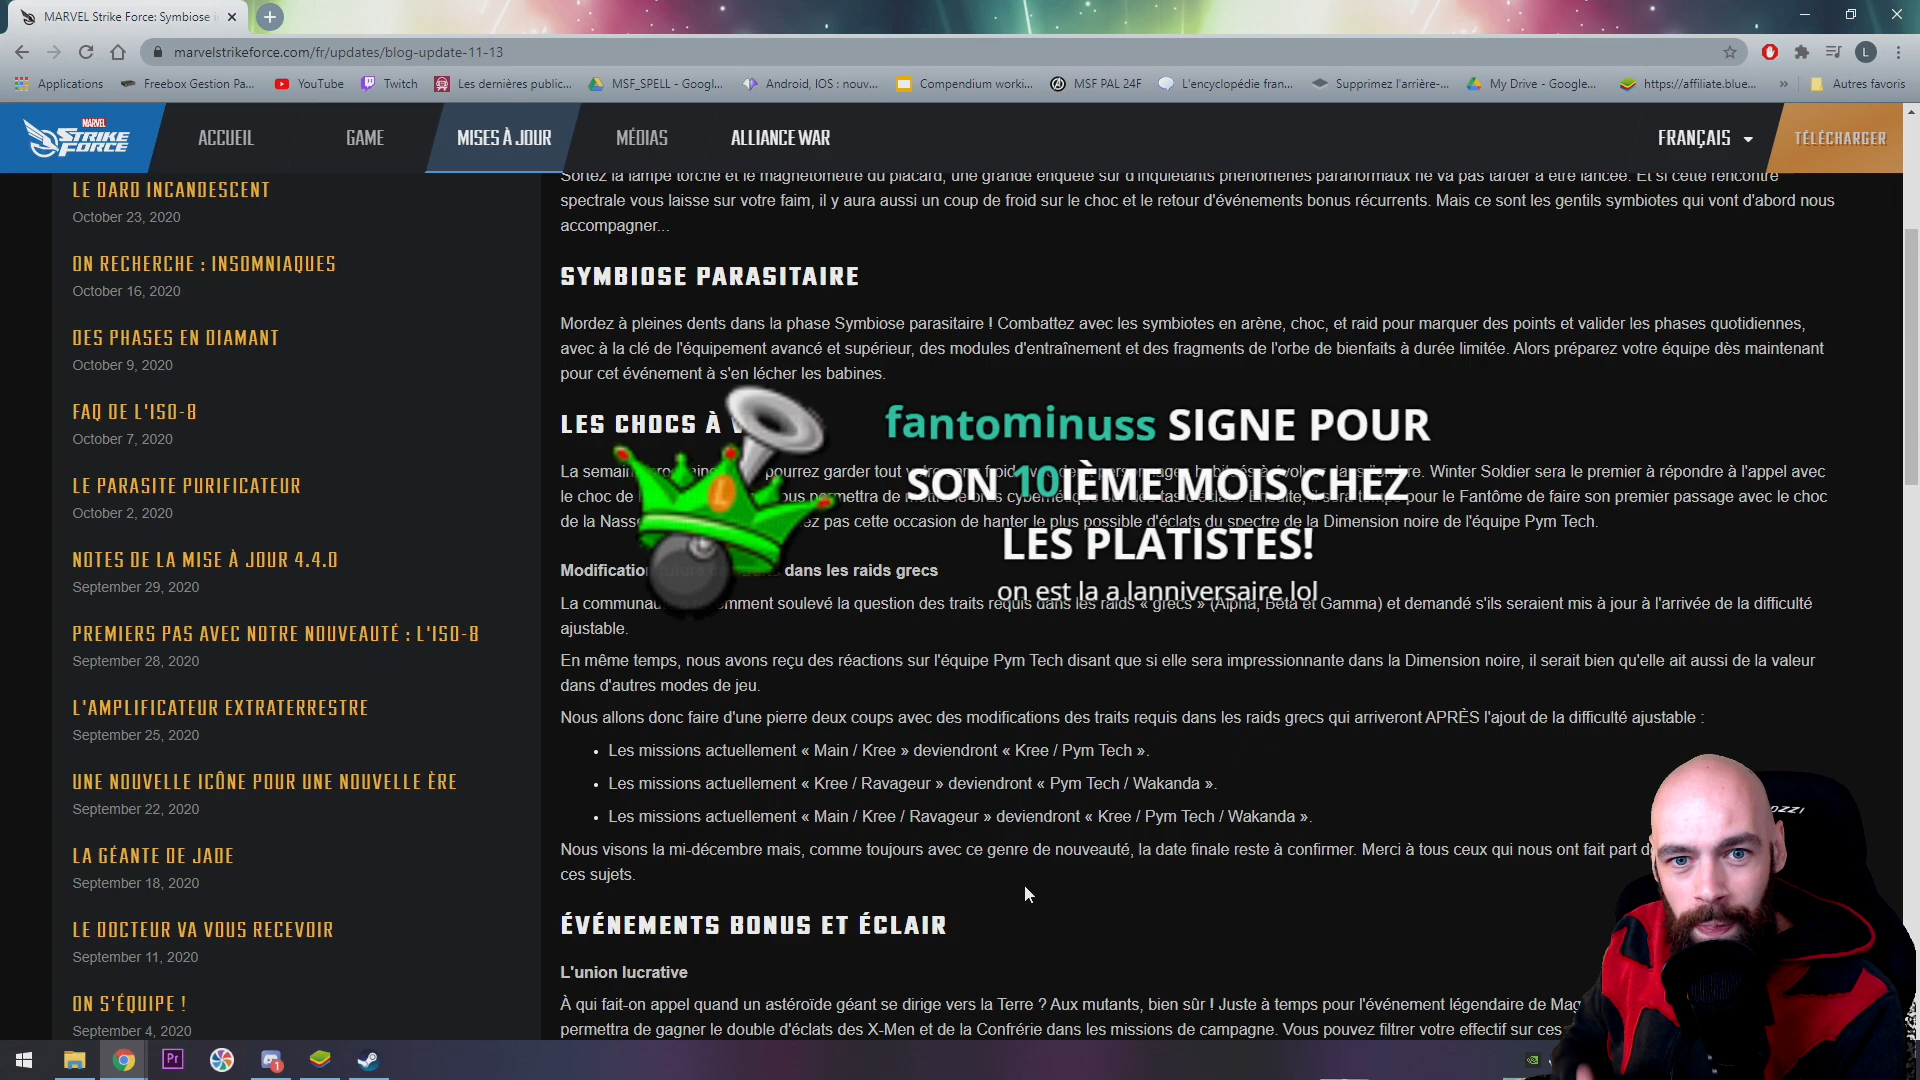 MARVEL Strike Force: Symbiose
marvelstrikeforce.com/fr/updates/blog-update-11-13
L
Applications
Freebox Gestion Pa...
YouTube
Twitch
Les dernières public...
MSF_SPELL - Googl...
Android, IOS : nouv...
Compendium worki...
MSF PAL 24F
L'encyclopédie fran...
Supprimez l'arrière-...
My Drive - Google...
https://affiliate.blue...
»
Autres favoris
MARVEL
STRIKE
FORCE
ACCUEIL
GAME
MISES À JOUR
MÉDIAS
ALLIANCE WAR
FRANÇAIS
TÉLÉCHARGER
LE DARD INCANDESCENT
October 23, 2020
ON RECHERCHE : INSOMNIAQUES
October 16, 2020
DES PHASES EN DIAMANT
October 9, 2020
FAQ DE L'ISO-8
October 7, 2020
LE PARASITE PURIFICATEUR
October 2, 2020
NOTES DE LA MISE À JOUR 4.4.0
September 29, 2020
PREMIERS PAS AVEC NOTRE NOUVEAUTÉ : L'ISO-8
September 28, 2020
L'AMPLIFICATEUR EXTRATERRESTRE
September 25, 2020
UNE NOUVELLE ICÔNE POUR UNE NOUVELLE ÈRE
September 22, 2020
LA GÉANTE DE JADE
September 18, 2020
LE DOCTEUR VA VOUS RECEVOIR
September 11, 2020
ON S'ÉQUIPE !
September 4, 2020
Sortez la lampe torche et le magnétomètre du placard, une grande enquête sur d'inquiétants phénomènes paranormaux ne va pas tarder à être lancée. Et si cette rencontre
spectrale vous laisse sur votre faim, il y aura aussi un coup de froid sur le choc et le retour d'événements bonus récurrents. Mais ce sont les gentils symbiotes qui vont d'abord nous
accompagner...
SYMBIOSE PARASITAIRE
Mordez à pleines dents dans la phase Symbiose parasitaire ! Combattez avec les symbiotes en arène, choc, et raid pour marquer des points et valider les phases quotidiennes,
avec à la clé de l'équipement avancé et supérieur, des modules d'entraînement et des fragments de l'orbe de bienfaits à durée limitée. Alors préparez votre équipe dès maintenant
pour cet événement à s'en lécher les babines.
LES CHOCS À
fantominuss SIGNE POUR
SON 10IÈME MOIS CHEZ
LES PLATISTES!
on est la a lanniversaire lol
La semaine pourrez garder tout Winter Soldier sera le premier à répondre à l'appel avec
le choc de pour le Fantôme de faire son premier passage avec le choc
de la Nasse pas cette occasion de hanter le plus possible d'éclats du spectre de la Dimension noire de l'équipe Pym Tech.
Modification future dans les raids grecs
La soulevé la question des traits requis dans les raids « grecs » (Alpha, Beta et Gamma) et demandé s'ils seraient mis à jour à l'arrivée de la difficulté
ajustable.
En même temps, nous avons reçu des réactions sur l'équipe Pym Tech disant que si elle sera impressionnante dans la Dimension noire, il serait bien qu'elle ait aussi de la valeur
dans d'autres modes de jeu.
Nous allons donc faire d'une pierre deux coups avec des modifications des traits requis dans les raids grecs qui arriveront APRÈS l'ajout de la difficulté ajustable :
• Les missions actuellement « Main / Kree » deviendront « Kree / Pym Tech ».
• Les missions actuellement « Kree / Ravageur » deviendront « Pym Tech / Wakanda ».
• Les missions actuellement « Main / Kree / Ravageur » deviendront « Kree / Pym Tech / Wakanda ».
Nous visons la mi-décembre mais, comme toujours avec ce genre de nouveauté, la date finale reste à confirmer. Merci à tous ceux qui nous ont fait part
ces sujets.
ÉVÉNEMENTS BONUS ET ÉCLAIR
L'union lucrative
À qui fait-on appel quand un astéroïde géant se dirige vers la Terre ? Aux mutants, bien sûr ! Juste à temps pour l'événement légendaire de
permettra de gagner le double d'éclats des X-Men et de la Confrérie dans les missions de campagne. Vous pouvez filtrer votre effectif sur ces
Pr
1